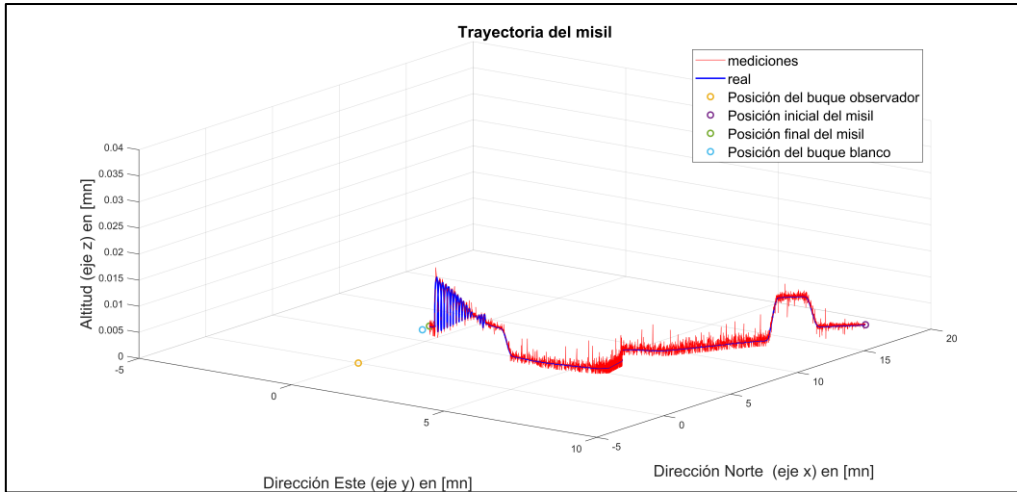 Trayectoria del misil
mediciones
real
Posición del buque observador
Posición inicial del misil
Posición final del misil
Posición del buque blanco
Altitud (eje z) en [mn]
0.04
0.035
0.03
0.025
0.02
0.015
0.01
0.005
0
-5
0
5
10
-5
0
5
10
15
20
Dirección Este (eje y) en [mn]
Dirección Norte (eje x) en [mn]